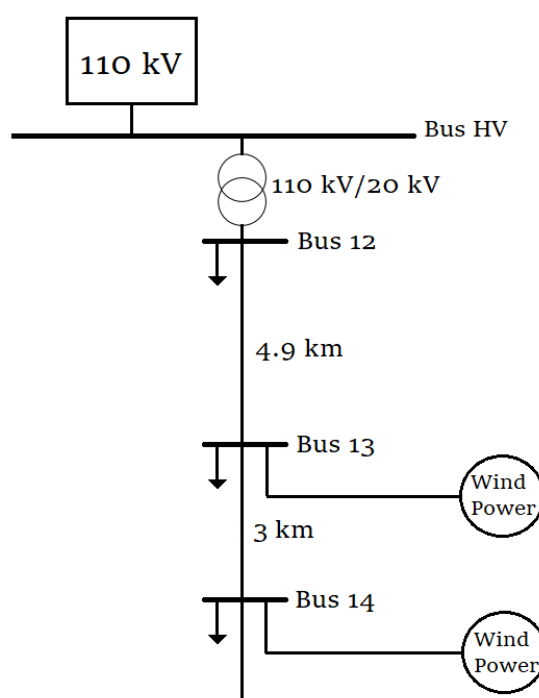 110 kV
Bus HV
110 kV/20 kV
Bus 12
4.9 km
Bus 13
Wind
Power
3 km
Bus 14
Wind
Power